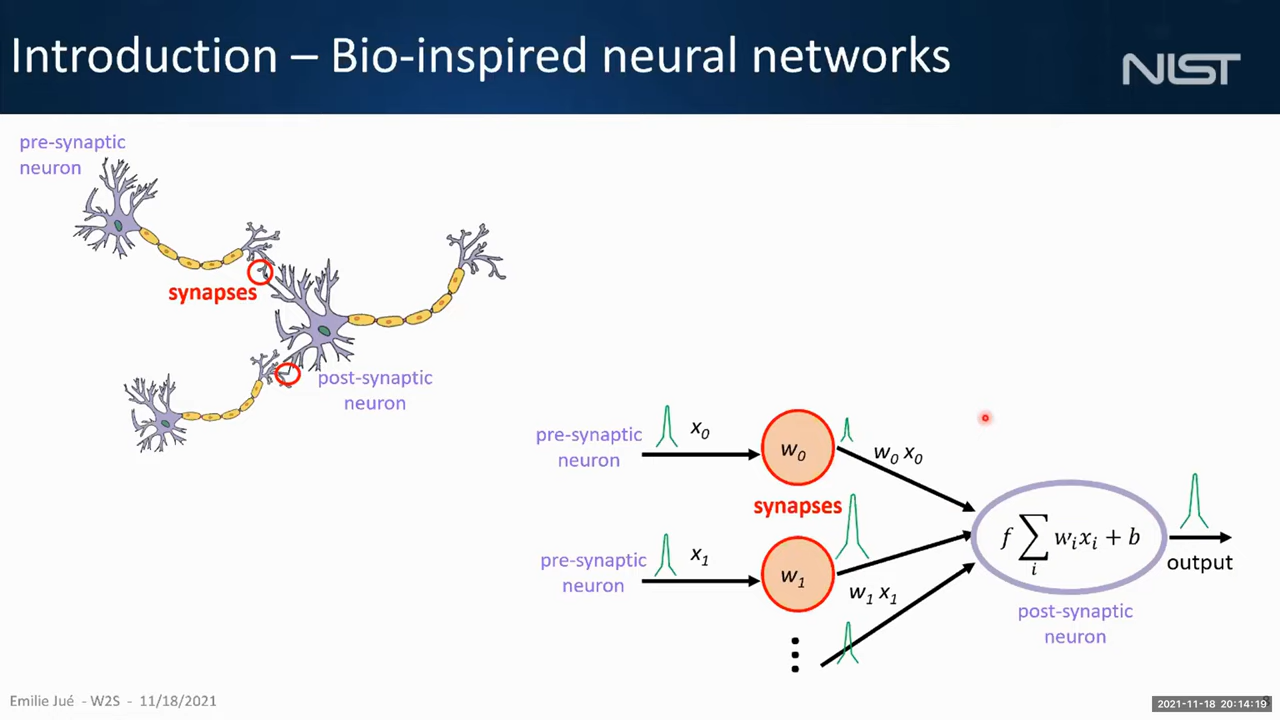 Introduction – Bio-inspired neural networks
NIST
pre-synaptic
neuron
synapses
post-synaptic
neuron
pre-synaptic
neuron
x₀
w₀
w₀ x₀
synapses
pre-synaptic
neuron
x₁
w₁
w₁ x₁
f ∑ᵢ wᵢxᵢ + b
output
post-synaptic
neuron
Emilie Jué - W2S - 11/18/2021
2021-11-18 20:14:19